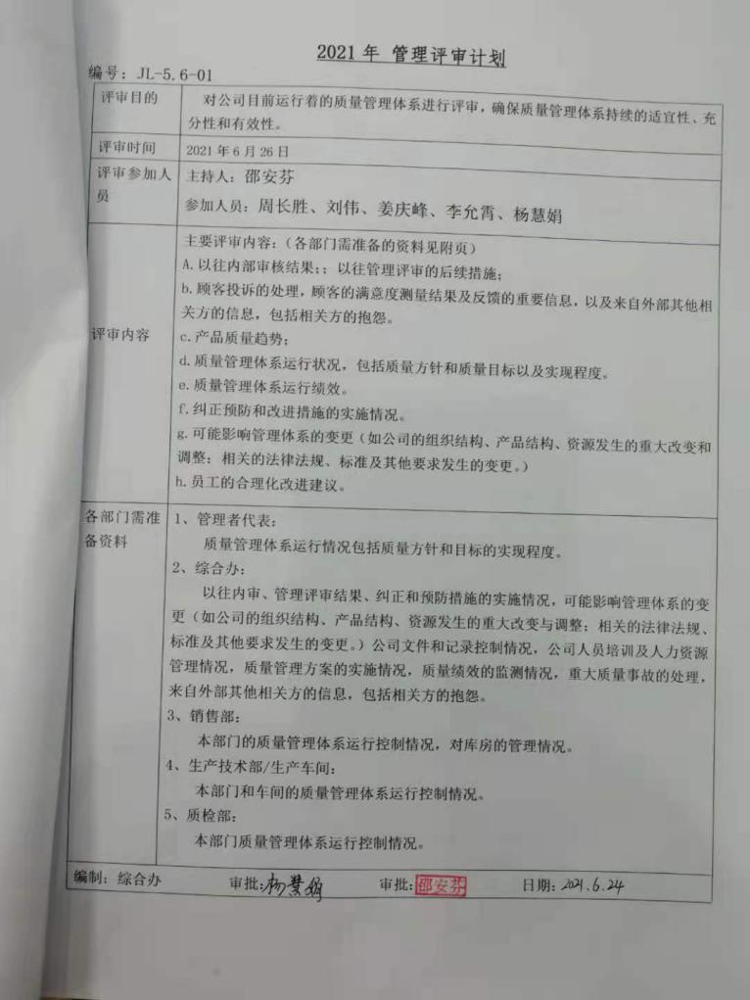 2021 年 管理评审计划
编号：JL-5.6-01
评审目的
对公司目前运行着的质量管理体系进行评审，确保质量管理体系持续的适宜性、充
分性和有效性。
评审时间
2021 年 6 月 26 日
评审参加人
员
主持人：邵安芬
参加人员：周长胜、刘伟、姜庆峰、李允霄、杨慧娟
评审内容
主要评审内容：（各部门需准备的资料见附页）
A.以往内部审核结果；；以往管理评审的后续措施；
b.顾客投诉的处理，顾客的满意度测量结果及反馈的重要信息，以及来自外部其他相
关方的信息，包括相关方的抱怨。
c.产品质量趋势；
d.质量管理体系运行状况，包括质量方针和质量目标以及实现程度。
e.质量管理体系运行绩效。
f.纠正预防和改进措施的实施情况。
g.可能影响管理体系的变更（如公司的组织结构、产品结构、资源发生的重大改变和
调整；相关的法律法规、标准及其他要求发生的变更。）
h.员工的合理化改进建议。
各部门需准
备资料
1、管理者代表：
质量管理体系运行情况包括质量方针和目标的实现程度。
2、综合办：
以往内审、管理评审结果、纠正和预防措施的实施情况，可能影响管理体系的变
更（如公司的组织结构、产品结构、资源发生的重大改变与调整；相关的法律法规、
标准及其他要求发生的变更。）公司文件和记录控制情况，公司人员培训及人力资源
管理情况，质量管理方案的实施情况，质量绩效的监测情况，重大质量事故的处理，
来自外部其他相关方的信息，包括相关方的抱怨。
3、销售部：
本部门的质量管理体系运行控制情况，对库房的管理情况。
4、生产技术部/生产车间：
本部门和车间的质量管理体系运行控制情况。
5、质检部：
本部门质量管理体系运行控制情况。
编制：综合办 审批：杨慧娟 审批：邵安芬 日期：2021.6.24